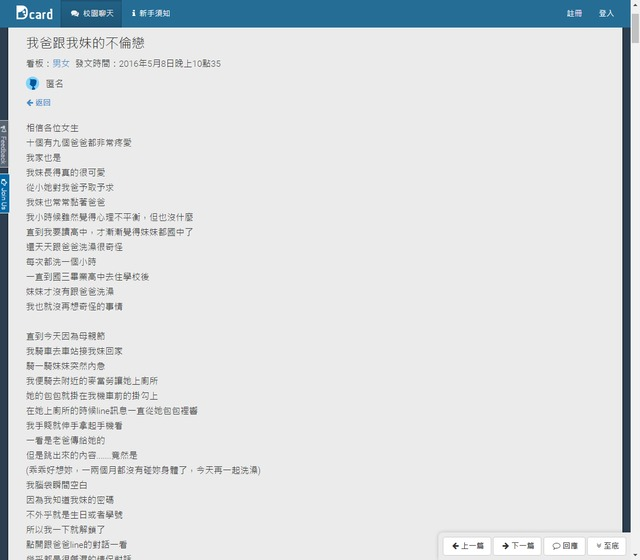 Dcard
校園聊天
新手須知
註冊
登入
我爸跟我妹的不倫戀
看板：男女 發文時間：2016年5月8日晚上10點35
匿名
返回
Feedback
Join Us
相信各位女生
十個有九個爸爸都非常疼愛
我家也是
我妹長得真的很可愛
從小她對我爸予取予求
我妹也常常黏著爸爸
我小時候雖然覺得心理不平衡，但也沒什麼
直到我要讀高中，才漸漸覺得妹妹都國中了
還天天跟爸爸洗澡很奇怪
每次都洗一個小時
一直到國三畢業高中去住學校後
妹妹才沒有跟爸爸洗澡
我也就沒再想奇怪的事情
直到今天因為母親節
我騎車去車站接我妹回家
騎一騎妹妹突然內急
我便騎去附近的麥當勞讓她上廁所
她的包包就掛在我機車前的掛勾上
在她上廁所的時候line訊息一直從她包包裡響
我手賤就伸手拿起手機看
一看是老爸傳給她的
但是跳出來的內容.......竟然是
(乖乖好想妳，一兩個月都沒有碰妳身體了，今天再一起洗澡)
我腦袋瞬間空白
因為我知道我妹的密碼
不外乎就是生日或者學號
所以我一下就解鎖了
點開跟爸爸line的對話一看
上一篇
下一篇
回應
至底